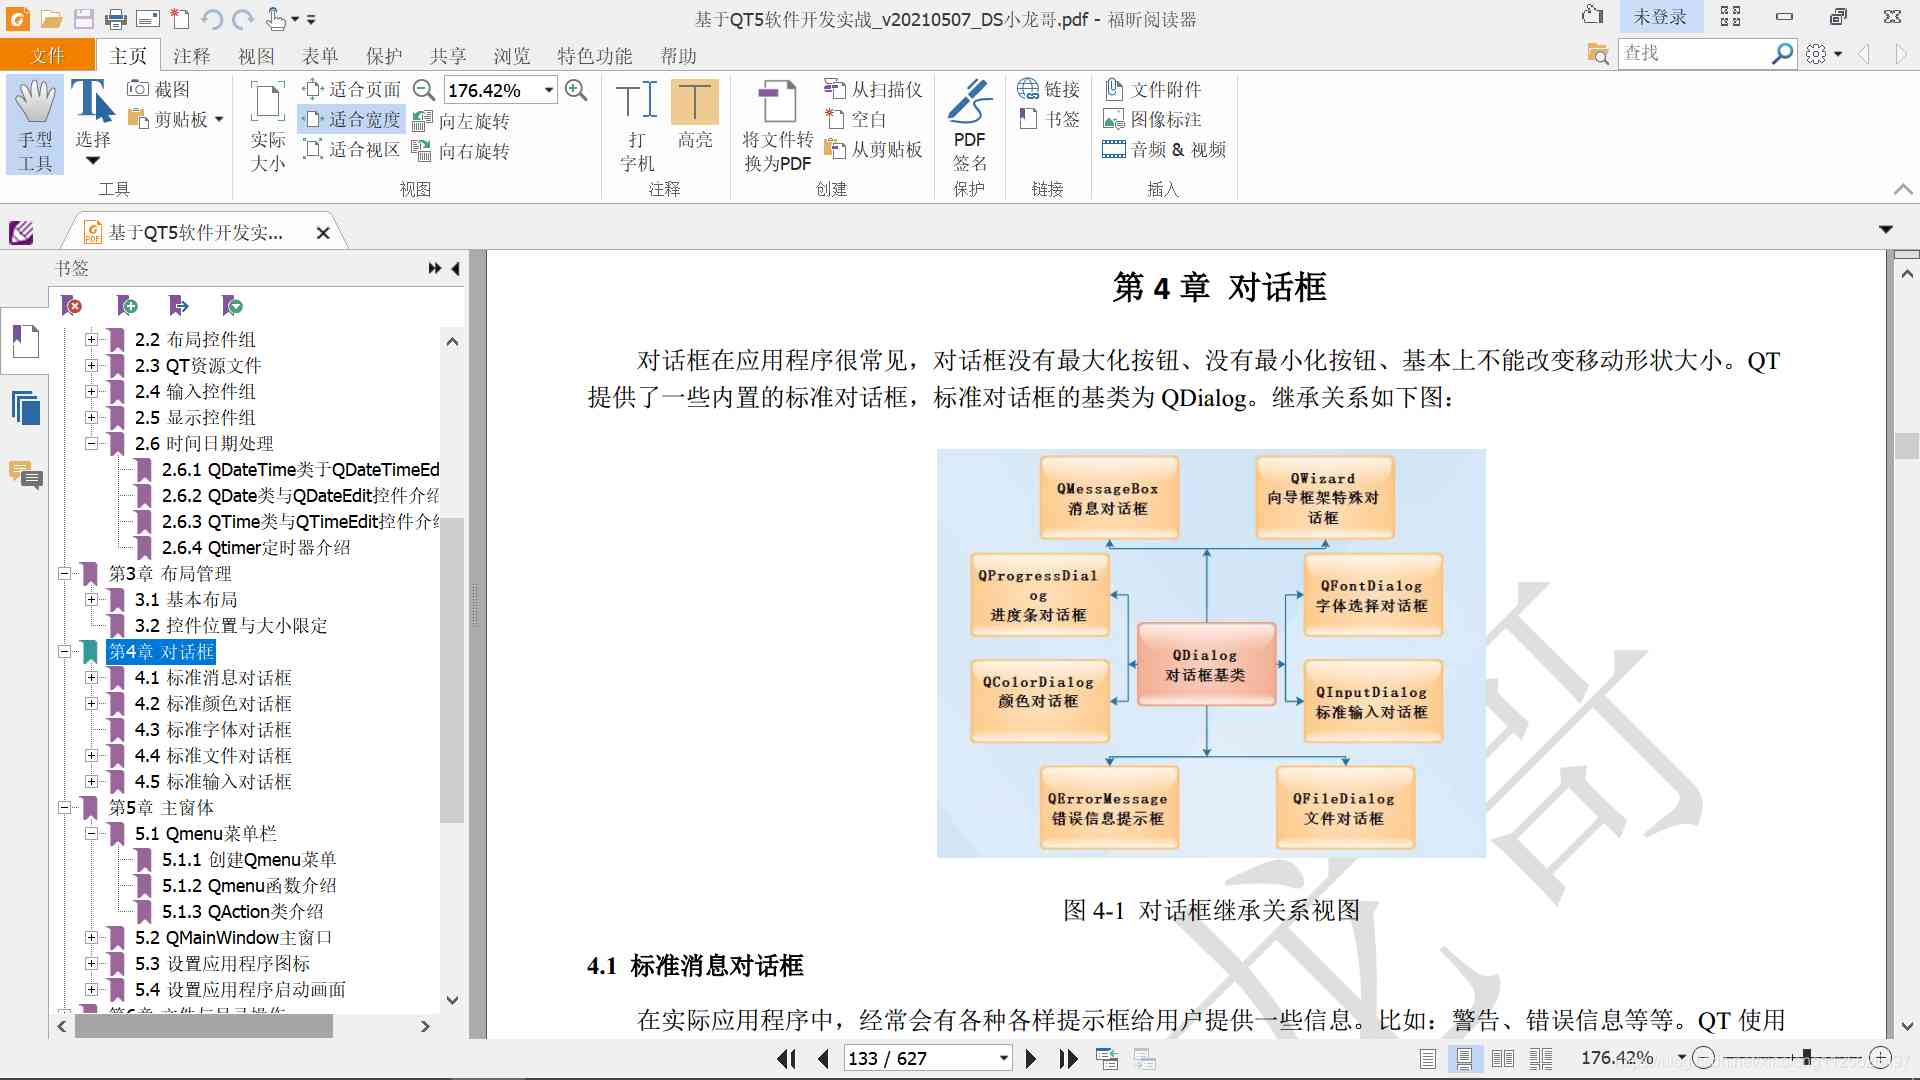 基于QT5软件开发实战_v20210507_DS小龙哥.pdf - 福昕阅读器
未登录
文件 主页 注释 视图 表单 保护 共享 浏览 特色功能 帮助
查找
手型工具
选择
截图
剪贴板
工具
实际大小
适合页面
适合宽度
适合视区
176.42%
向左旋转
向右旋转
视图
打字机
高亮
注释
将文件转换为PDF
从扫描仪
空白
从剪贴板
创建
PDF签名
保护
链接
书签
链接
文件附件
图像标注
音频 & 视频
插入
基于QT5软件开发实...
书签
2.2 布局控件组
2.3 QT资源文件
2.4 输入控件组
2.5 显示控件组
2.6 时间日期处理
2.6.1 QDateTime类于QDateTimeEd
2.6.2 QDate类与QDateEdit控件介绍
2.6.3 QTime类与QTimeEdit控件介绍
2.6.4 Qtimer定时器介绍
第3章 布局管理
3.1 基本布局
3.2 控件位置与大小限定
第4章 对话框
4.1 标准消息对话框
4.2 标准颜色对话框
4.3 标准字体对话框
4.4 标准文件对话框
4.5 标准输入对话框
第5章 主窗体
5.1 Qmenu菜单栏
5.1.1 创建Qmenu菜单
5.1.2 Qmenu函数介绍
5.1.3 QAction类介绍
5.2 QMainWindow主窗口
5.3 设置应用程序图标
5.4 设置应用程序启动画面
第6章 文件与目录操作
第 4 章 对话框
对话框在应用程序很常见，对话框没有最大化按钮、没有最小化按钮、基本上不能改变移动形状大小。QT
提供了一些内置的标准对话框，标准对话框的基类为 QDialog。继承关系如下图：
QMessageBox
消息对话框
QWizard
向导框架特殊对
话框
QProgressDial
og
进度条对话框
QFontDialog
字体选择对话框
QDialog
对话框基类
QColorDialog
颜色对话框
QInputDialog
标准输入对话框
QErrorMessage
错误信息提示框
QFileDialog
文件对话框
图 4-1 对话框继承关系视图
4.1 标准消息对话框
在实际应用程序中，经常会有各种各样提示框给用户提供一些信息。比如：警告、错误信息等等。QT 使用
龙哥
133 / 627
176.42%